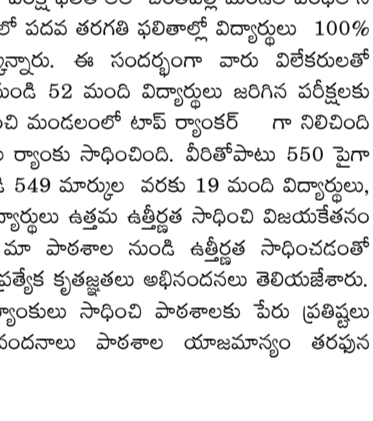 లో పదవ తరగతి ఫలితాల్లో విద్యార్థులు 100%
ఈ సందర్భంగా వారు విలేకరులతో
నుండి 52 మంది విద్యార్థులు జరిగిన పరీక్షలకు
మండలంలో టాప్ ర్యాంకర్ గా నిలిచింది
ర్యాంకు సాధించింది. వీరితోపాటు 550 పైగా
549 మార్కుల వరకు 19 మంది విద్యార్థులు,
ఉత్తమ ఉత్తీర్ణత సాధించి విజయకేతనం
మా పాఠశాల నుండి ఉత్తీర్ణత సాధించడంతో
ప్రత్యేక కృతజ్ఞతలు అభినందనలు తెలియజేశారు.
ర్యాంకులు సాధించి పాఠశాలకు పేరు ప్రతిష్టలు
పాఠశాల యాజమాన్యం తరఫున